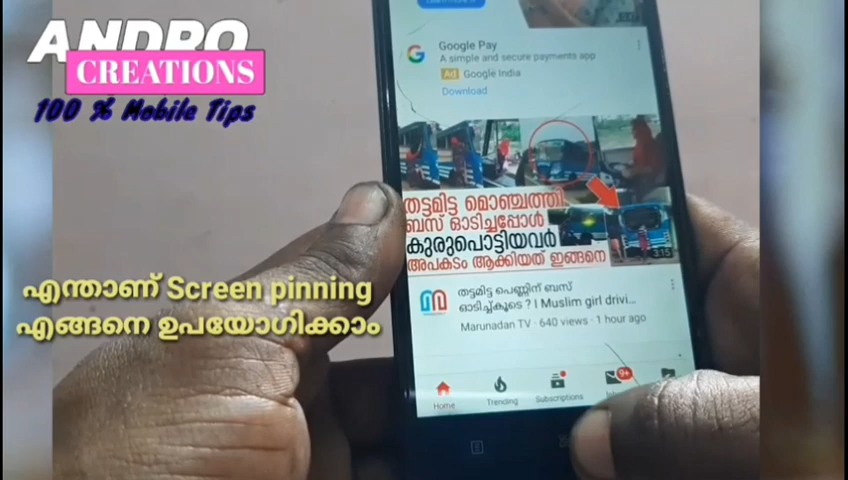 ANDRO
CREATIONS
100 % Mobile Tips
എന്താണ് Screen pinning
എങ്ങനെ ഉപയോഗിക്കാം
Google Pay
A simple and secure payments app
Ad Google India
Download
തട്ടമിട്ട മൊഞ്ചത്തി
ബസ് ഓടിച്ചപ്പോൾ
കുരുപൊട്ടിയവർ
അപകടം ആക്കിയത് ഇങ്ങനെ
3:15
തട്ടമിട്ട പെണ്ണിന് ബസ്
ഓടിച്ച്കൂടെ ? l Muslim girl drivi...
Marunadan TV · 640 views · 1 hour ago
9+
Home
Trending
Subscriptions